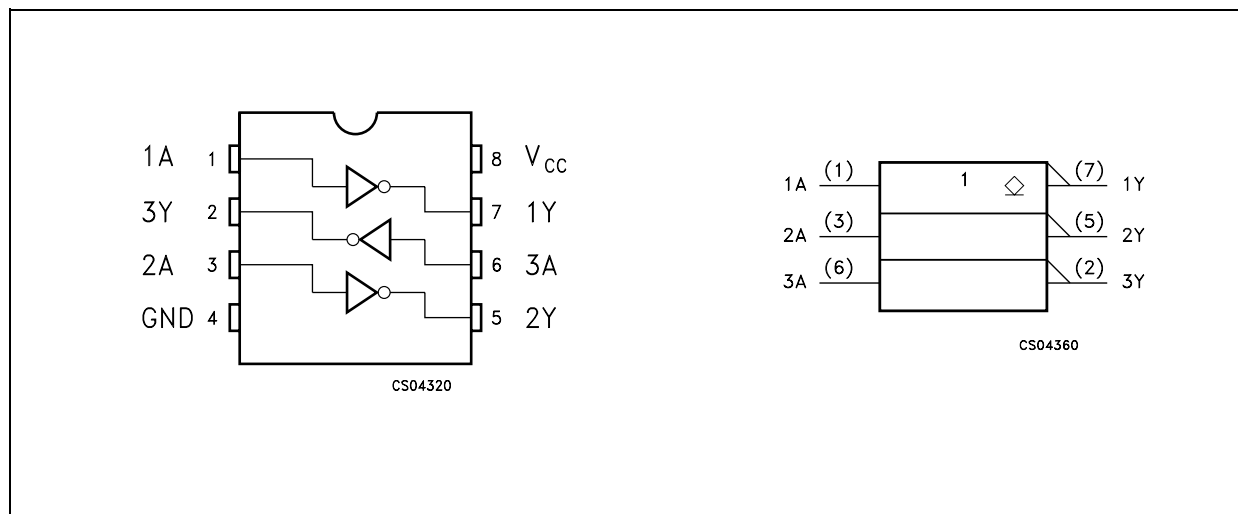 1A 1 8 VCC
3Y 2 7 1Y
2A 3 6 3A
GND 4 5 2Y
CS04320
1
1A (1) (7) 1Y
2A (3) (5) 2Y
3A (6) (2) 3Y
CS04360